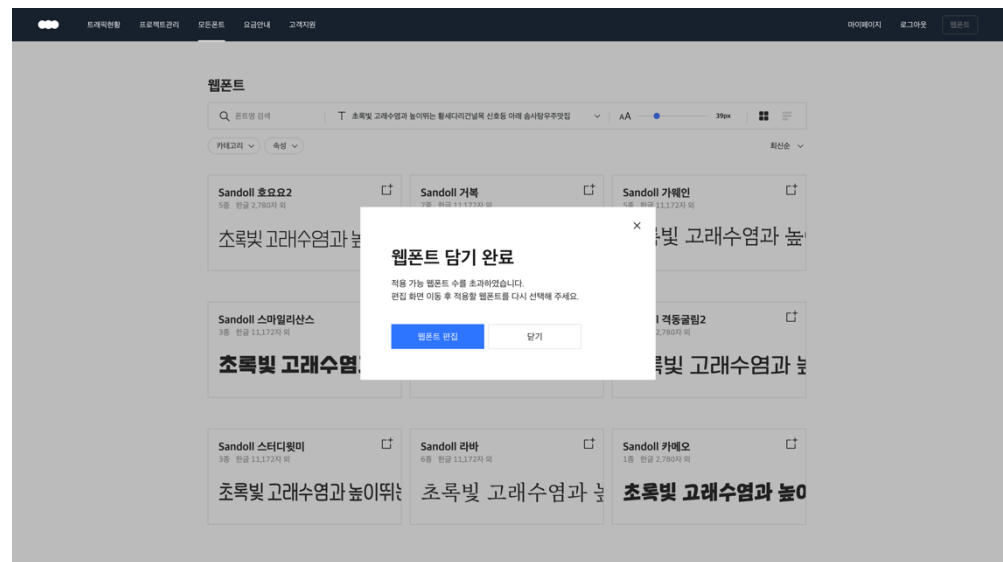 트래픽현황 프로젝트관리 모든폰트 요금안내 고객지원 마이페이지 로그아웃 웹폰트
웹폰트
폰트명 검색 초록빛 고래수염과 높이뛰는 황새다리건널목 신호등 아래 솜사탕우주맛집 AA 39px
카테고리 속성 최신순
Sandoll 호요요2 Sandoll 거복 Sandoll 가웨인
5종 한글 2,780자 외 7종 한글 11,172자 외 5종 한글 11,172자 외
초록빛 고래수염과 높 록빛 고래수염과 높이
웹폰트 담기 완료
적용 가능 웹폰트 수를 초과하였습니다.
편집 화면 이동 후 적용할 웹폰트를 다시 선택해 주세요.
웹폰트 편집 닫기
Sandoll 스마일리산스 격동굴림2
3종 한글 11,172자 외 2,780자 외
초록빛 고래수염 빛 고래수염과 높
Sandoll 스터디윗미 Sandoll 라바 Sandoll 카메오
3종 한글 11,172자 외 6종 한글 11,172자 외 1종 한글 2,780자 외
초록빛 고래수염과 높이뛰는 초록빛 고래수염과 높 초록빛 고래수염과 높이